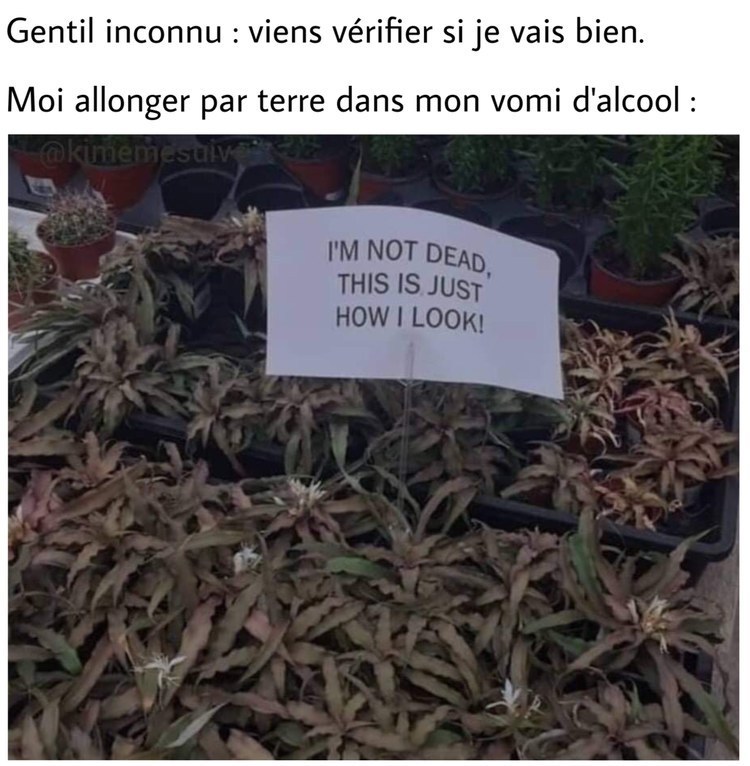 Gentil inconnu : viens vérifier si je vais bien.
Moi allonger par terre dans mon vomi d'alcool :
@kimemesuive
I'M NOT DEAD,
THIS IS JUST
HOW I LOOK!